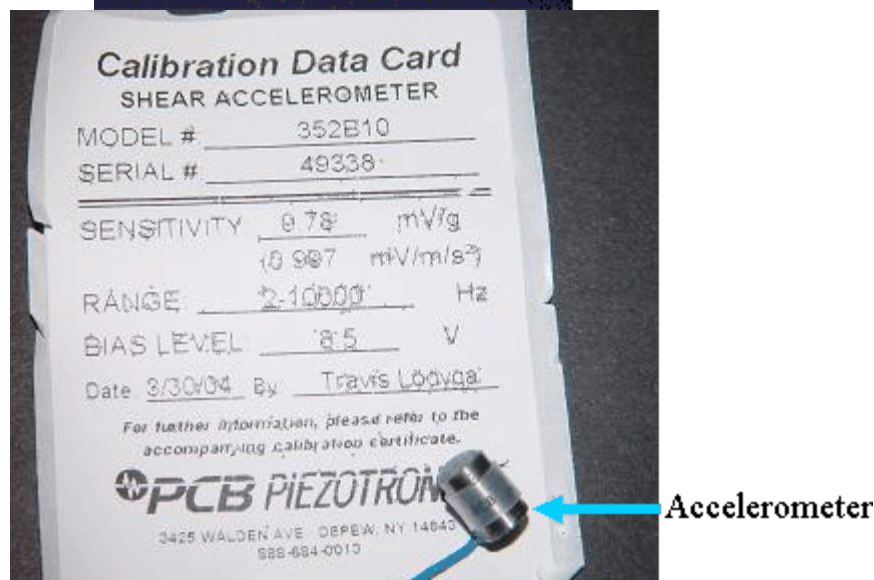 Calibration Data Card
SHEAR ACCELEROMETER
MODEL # 352B10
SERIAL # 49338
SENSITIVITY 9.78 mV/g
(0.997 mV/m/s²)
RANGE 2-10000 Hz
BIAS LEVEL 8.5 V
Date 3/30/04 By Travis Lodyga
For further information, please refer to the
accompanying calibration certificate.
PCB PIEZOTRON
Accelerometer
3425 WALDEN AVE DEPEW, NY 14043
888-684-0013